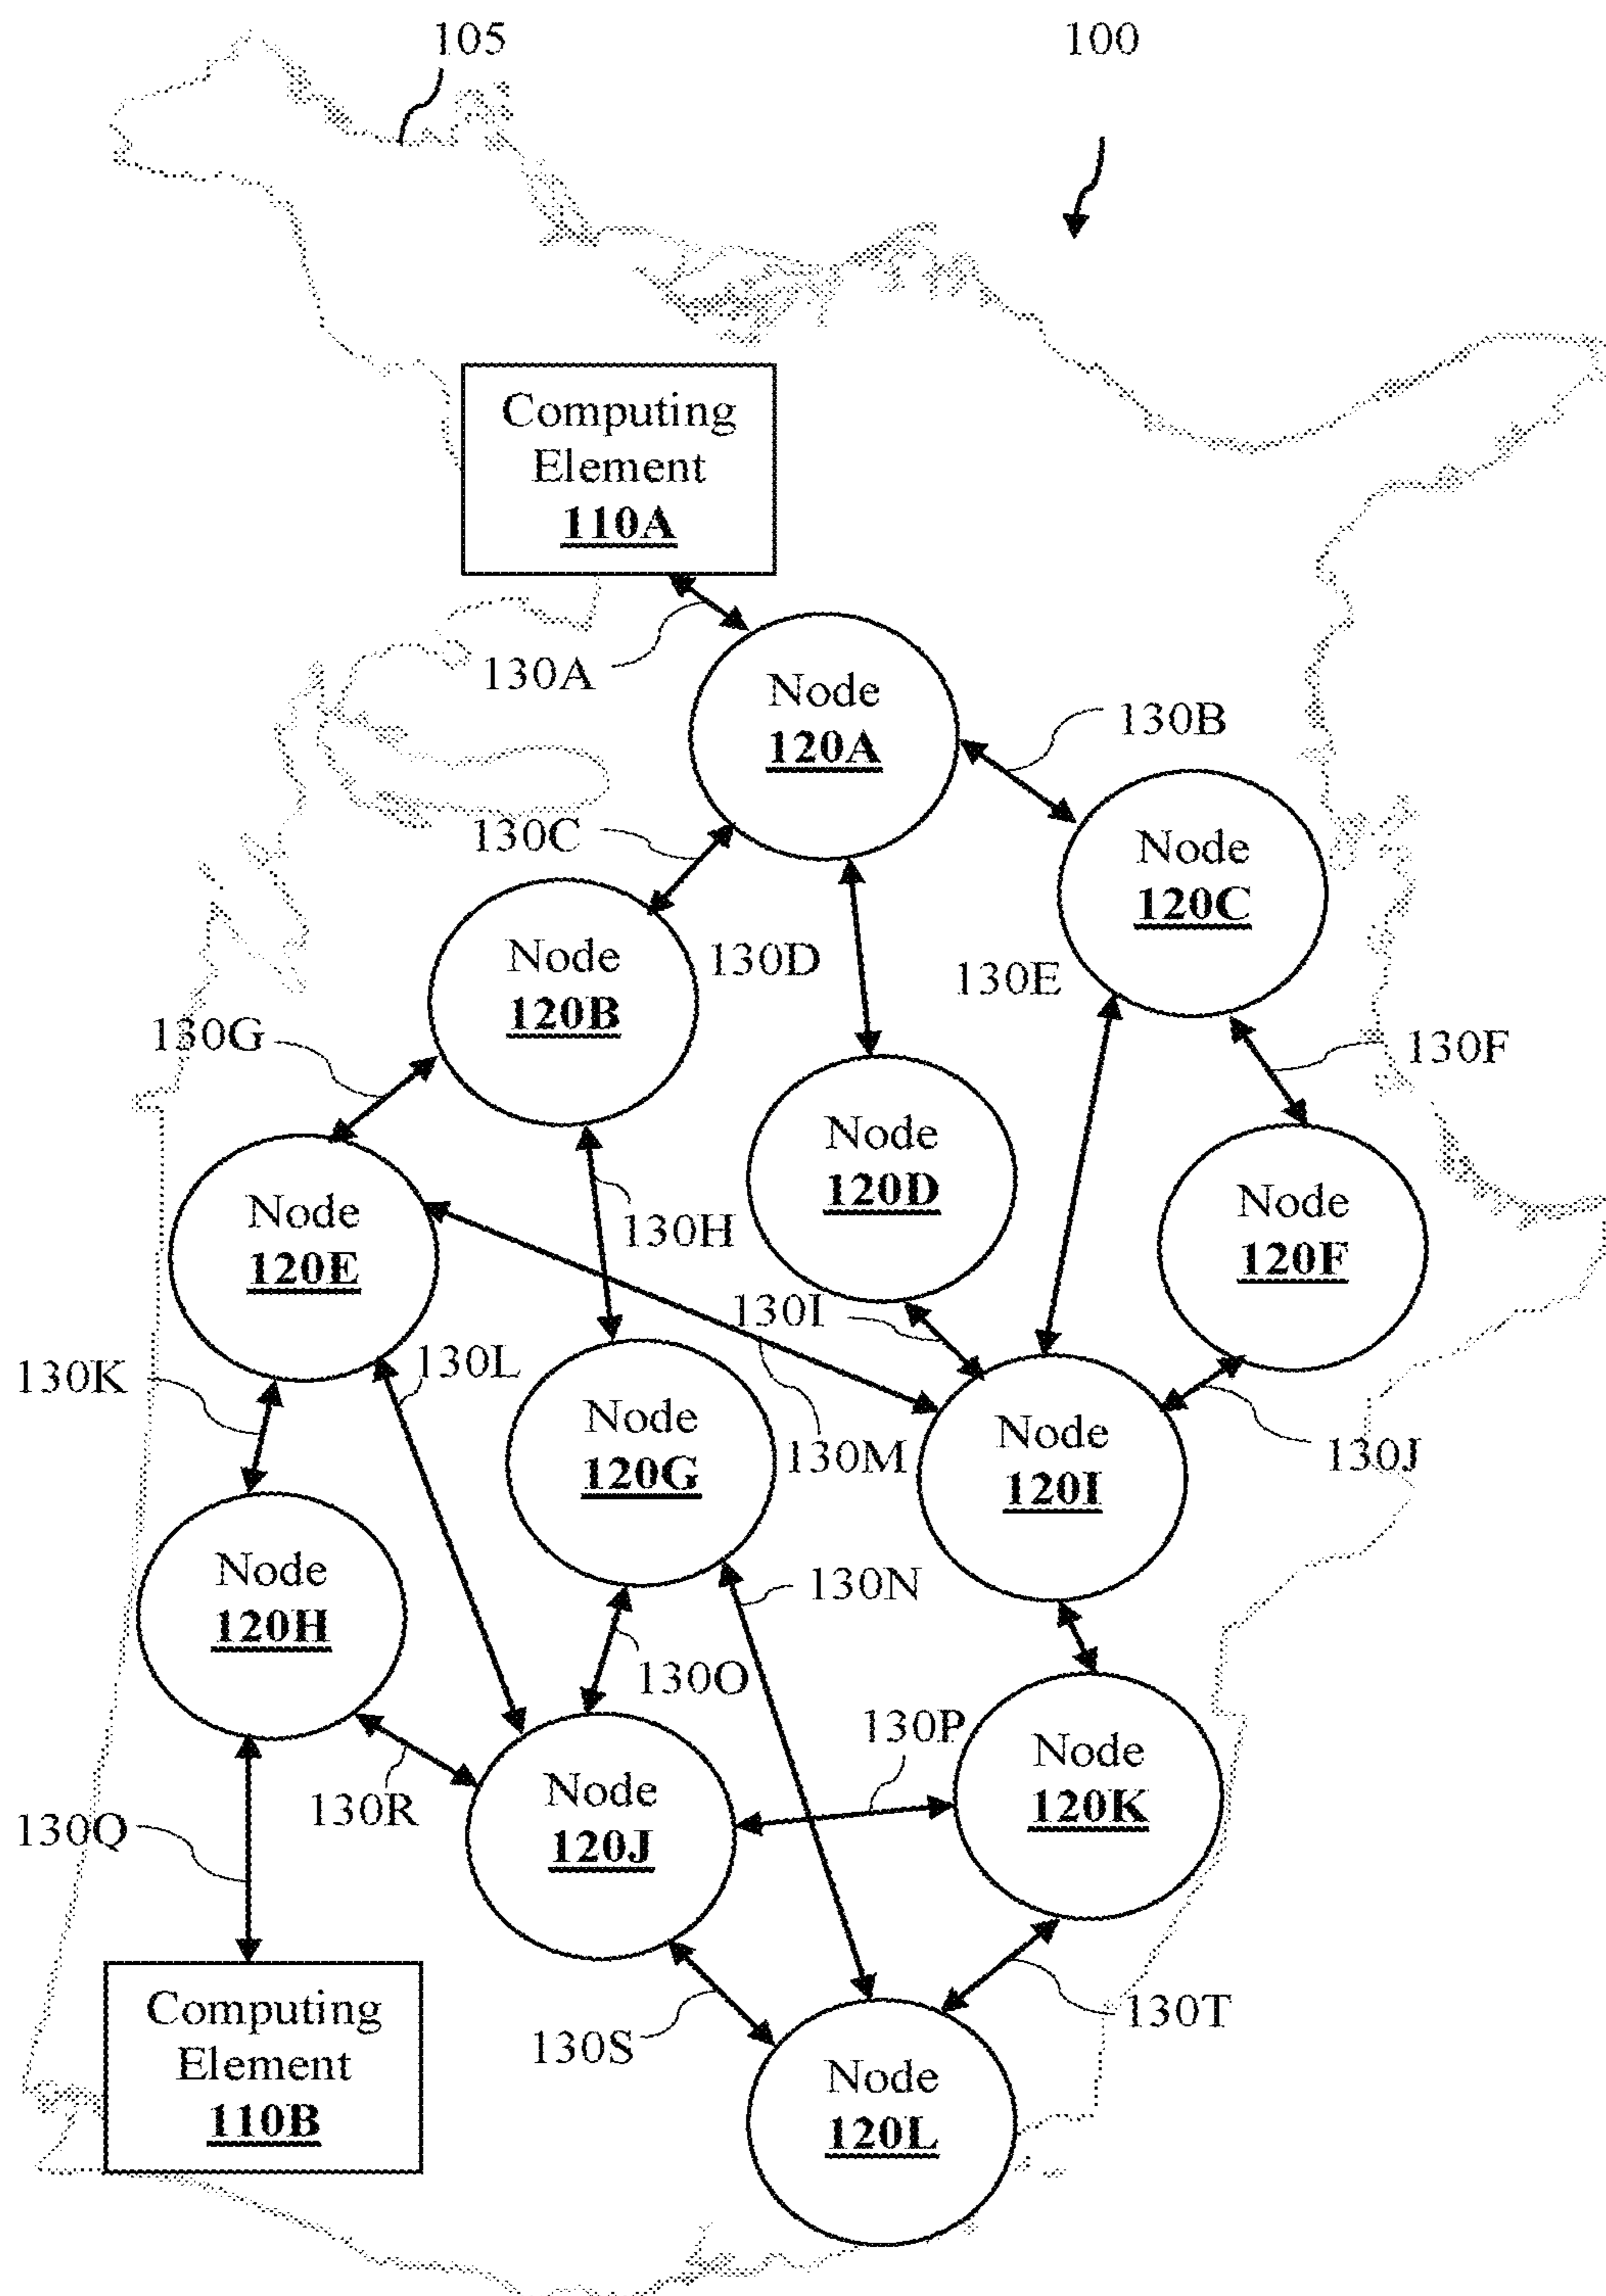 105
100
Computing
Element
110A
130A
Node
120A
130B
130C
Node
120C
Node
120B
130D
130E
130G
130F
Node
120D
Node
120E
130H
Node
120F
130I
130K
130L
Node
120G
130M
Node
120I
130J
Node
120H
130N
130O
130P
Node
120K
130R
130Q
Node
120J
Computing
Element
110B
130S
130T
Node
120L